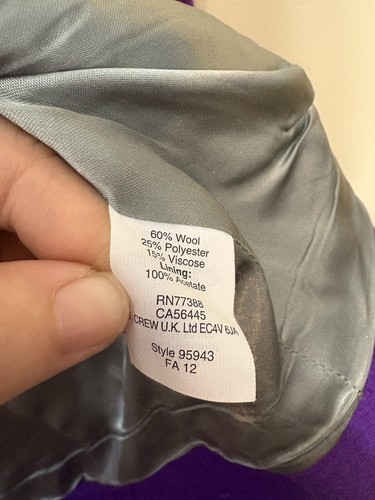 60% Wool
25% Polyester
15% Viscose
Lining:
100% Acetate
RN77388
CA56445
CREW U.K. Ltd EC4V 6JA
Style 95943
FA 12